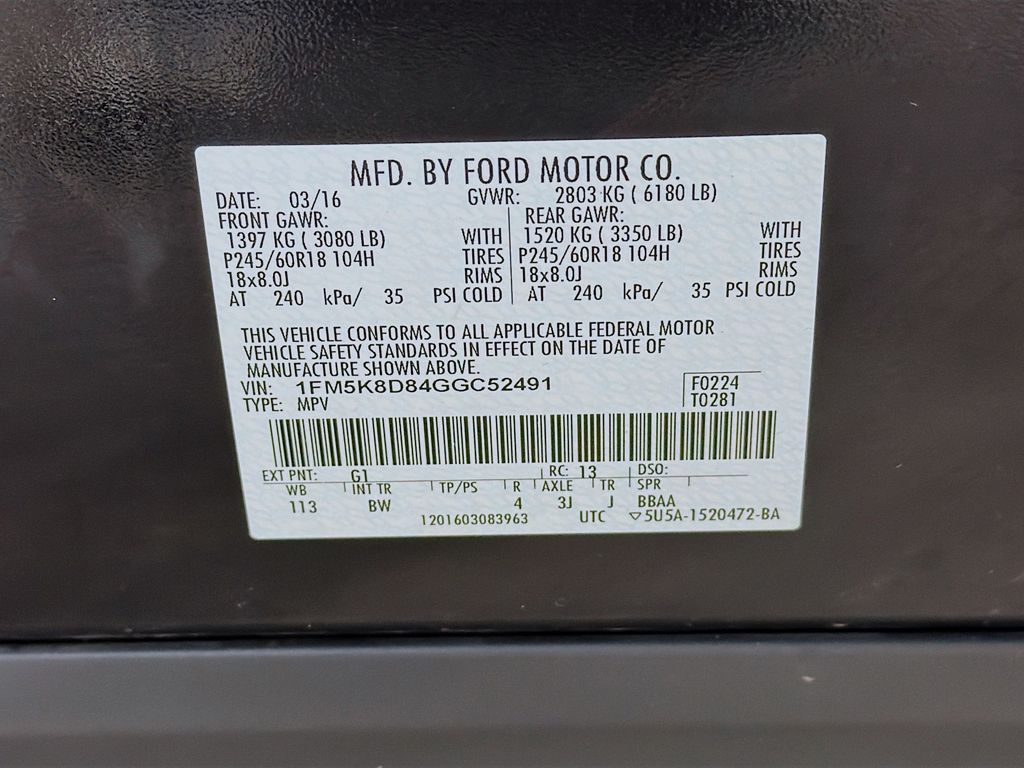 MFD. BY FORD MOTOR CO.
DATE: 03/16 GVWR: 2803 KG ( 6180 LB)
FRONT GAWR: REAR GAWR:
1397 KG ( 3080 LB) WITH 1520 KG ( 3350 LB) WITH
P245/60R18 104H TIRES P245/60R18 104H TIRES
18x8.0J RIMS 18x8.0J RIMS
AT 240 kPa/ 35 PSI COLD AT 240 kPa/ 35 PSI COLD
THIS VEHICLE CONFORMS TO ALL APPLICABLE FEDERAL MOTOR
VEHICLE SAFETY STANDARDS IN EFFECT ON THE DATE OF
MANUFACTURE SHOWN ABOVE.
VIN: 1FM5K8D84GGC52491 F0224
TYPE: MPV T0281
EXT PNT: G1 RC: 13 DSO:
WB INT TR TP/PS R AXLE TR SPR
113 BW 4 3J J BBAA
1201603083963 UTC ▽5U5A-1520472-BA